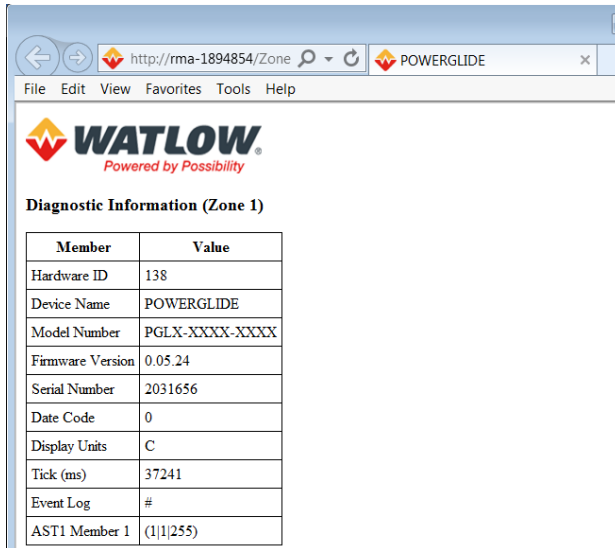 http://rma-1894854/Zone
POWERGLIDE
File Edit View Favorites Tools Help
WATLOW®
Powered by Possibility
Diagnostic Information (Zone 1)
Member Value
Hardware ID 138
Device Name POWERGLIDE
Model Number PGLX-XXXX-XXXX
Firmware Version 0.05.24
Serial Number 2031656
Date Code 0
Display Units C
Tick (ms) 37241
Event Log #
AST1 Member 1 (1|1|255)